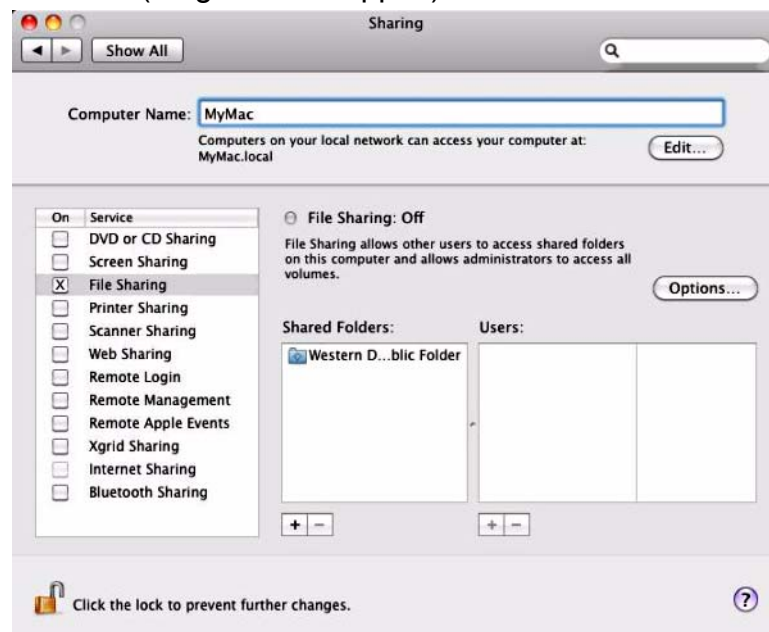 Sharing
Show All
Computer Name: MyMac
Computers on your local network can access your computer at:
MyMac.local
Edit...
On Service
DVD or CD Sharing
Screen Sharing
X File Sharing
Printer Sharing
Scanner Sharing
Web Sharing
Remote Login
Remote Management
Remote Apple Events
Xgrid Sharing
Internet Sharing
Bluetooth Sharing
File Sharing: Off
File Sharing allows other users to access shared folders
on this computer and allows administrators to access all
volumes.
Options...
Shared Folders:
Western D...blic Folder
+ −
Users:
+ −
Click the lock to prevent further changes.
?